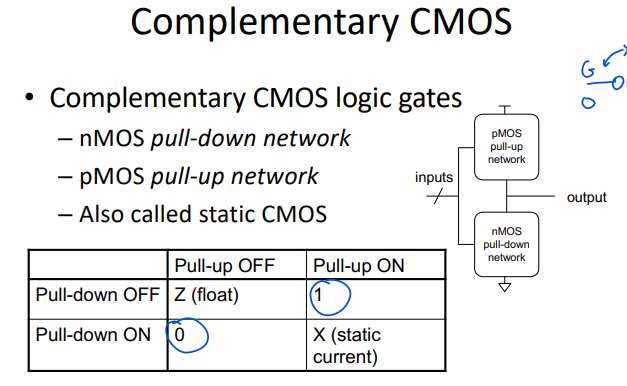 Complementary CMOS
• Complementary CMOS logic gates
– nMOS pull-down network
– pMOS pull-up network
– Also called static CMOS
pMOS
pull-up
network
inputs
output
nMOS
pull-down
network
G
0
Pull-up OFF Pull-up ON
Pull-down OFF Z (float) 1
Pull-down ON 0 X (static
current)